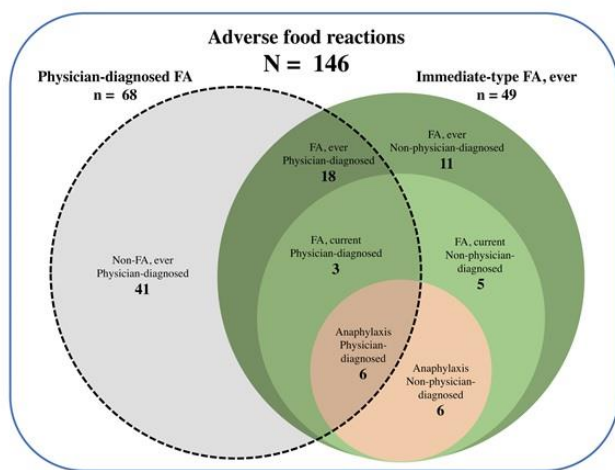 Adverse food reactions
N = 146
Physician-diagnosed FA
n = 68
Immediate-type FA, ever
n = 49
FA, ever
Non-physician-diagnosed
11
FA, ever
Physician-diagnosed
18
FA, current
Physician-diagnosed
3
FA, current
Non-physician-
diagnosed
5
Non-FA, ever
Physician-diagnosed
41
Anaphylaxis
Physician-
diagnosed
6
Anaphylaxis
Non-physician-
diagnosed
6